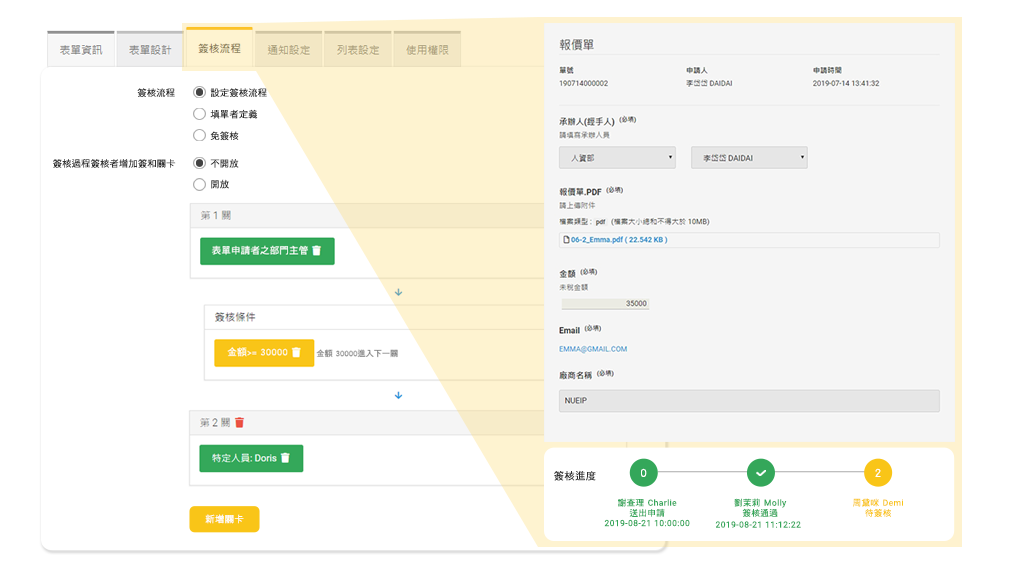 表單資訊 表單設計 簽核流程 通知設定 列表設定 使用權限
簽核流程 設定簽核流程
填單者定義
免簽核
簽核過程簽核者增加簽和關卡 不開放
開放
第 1 關
表單申請者之部門主管
簽核條件
金額>= 30000 金額 30000進入下一關
第 2 關
特定人員: Doris
新增關卡
報價單
單號 申請人 申請時間
190714000002 李岱岱 DAIDAI 2019-07-14 13:41:32
承辦人(經手人) (必填)
請填寫承辦人員
人資部 李岱岱 DAIDAI
報價單.PDF (必填)
請上傳附件
檔案類型: pdf (檔案大小總和不得大於 10MB)
06-2_Emma.pdf ( 22.542 KB )
金額 (必填)
未稅金額
35000
Email (必填)
EMMA@GMAIL.COM
廠商名稱 (必填)
NUEIP
簽核進度
0 2
謝查理 Charlie 劉茉莉 Molly 周黛咪 Demi
送出申請 簽核通過 待簽核
2019-08-21 10:00:00 2019-08-21 11:12:22